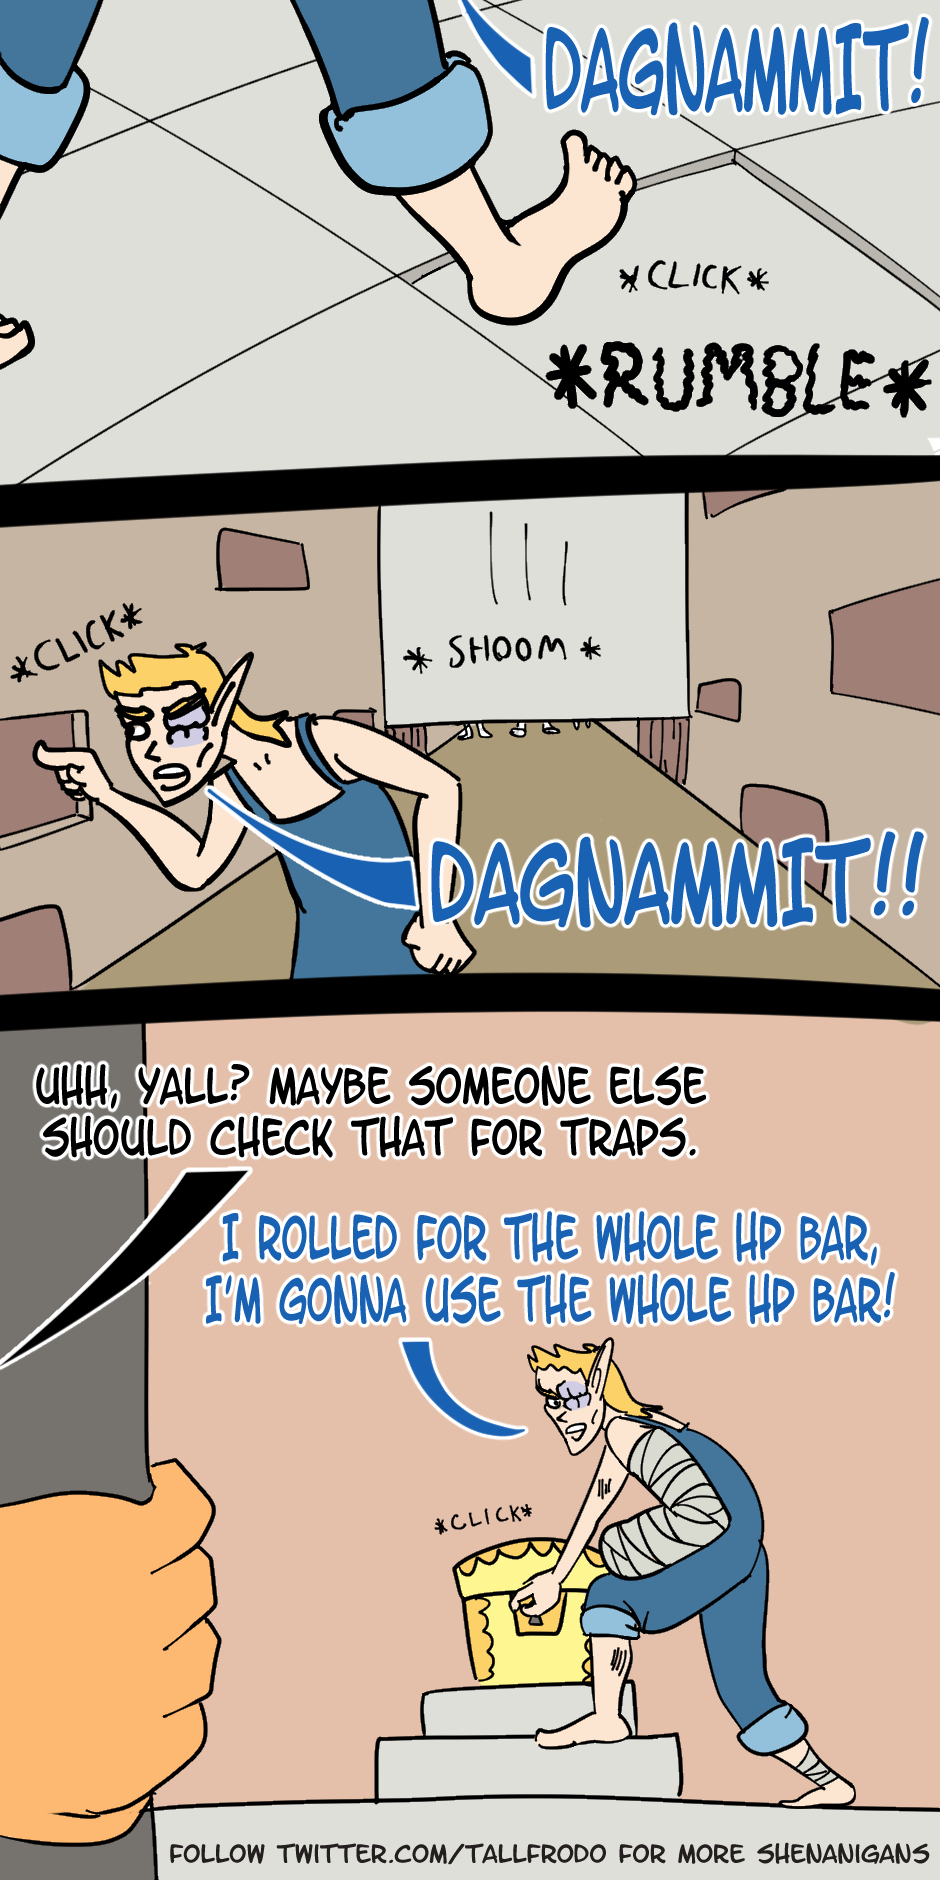 DAGNAMMIT!
*CLICK*
*RUMBLE*
*CLICK*
* SHOOM *
DAGNAMMIT!!
UHH, YALL? MAYBE SOMEONE ELSE
SHOULD CHECK THAT FOR TRAPS.
I ROLLED FOR THE WHOLE HP BAR,
I'M GONNA USE THE WHOLE HP BAR!
*CLICK*
FOLLOW TWITTER.COM/TALLFRODO FOR MORE SHENANIGANS